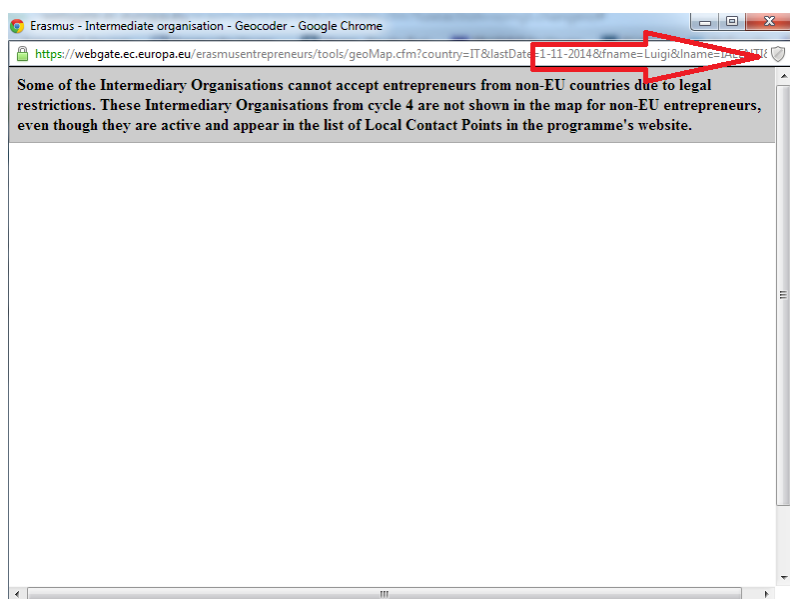 Erasmus - Intermediate organisation - Geocoder - Google Chrome
https://webgate.ec.europa.eu/erasmusentrepreneurs/tools/geoMap.cfm?country=IT&lastDate=1-11-2014&fname=Luigi&lname=
Some of the Intermediary Organisations cannot accept entrepreneurs from non-EU countries due to legal
restrictions. These Intermediary Organisations from cycle 4 are not shown in the map for non-EU entrepreneurs,
even though they are active and appear in the list of Local Contact Points in the programme's website.